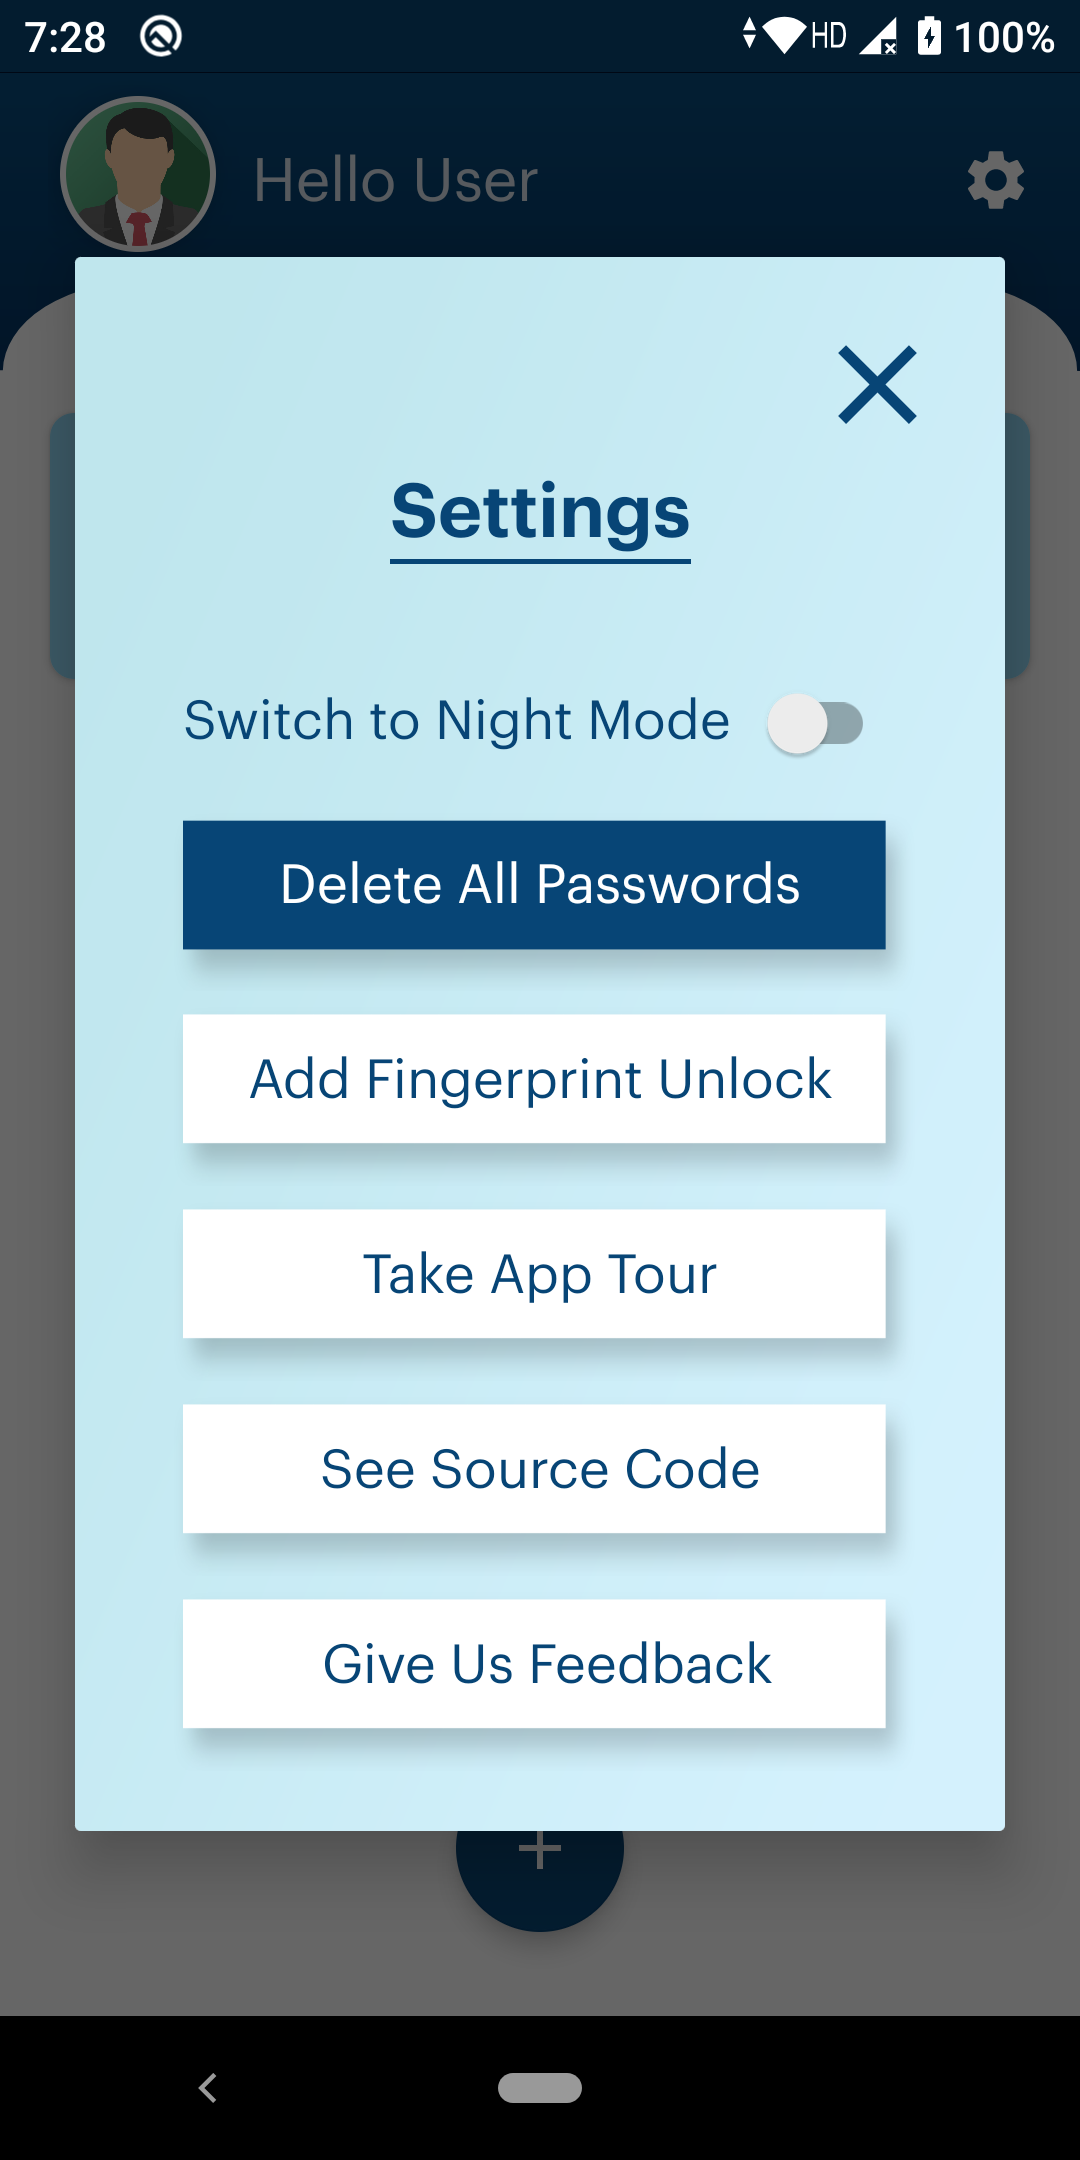 7:28 HD 100%
Hello User
Settings
Switch to Night Mode
Delete All Passwords
Add Fingerprint Unlock
Take App Tour
See Source Code
Give Us Feedback